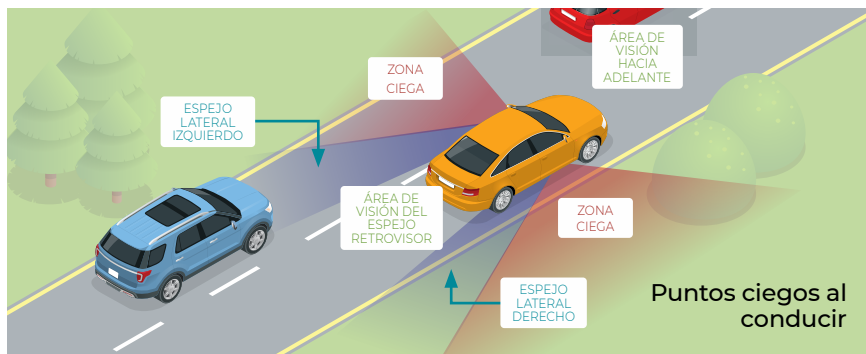 ÁREA DE
VISIÓN
HACIA
ADELANTE
ZONA
CIEGA
ESPEJO
LATERAL
IZQUIERDO
ÁREA DE
VISIÓN DEL
ESPEJO
RETROVISOR
ZONA
CIEGA
ESPEJO
LATERAL
DERECHO
Puntos ciegos al
conducir